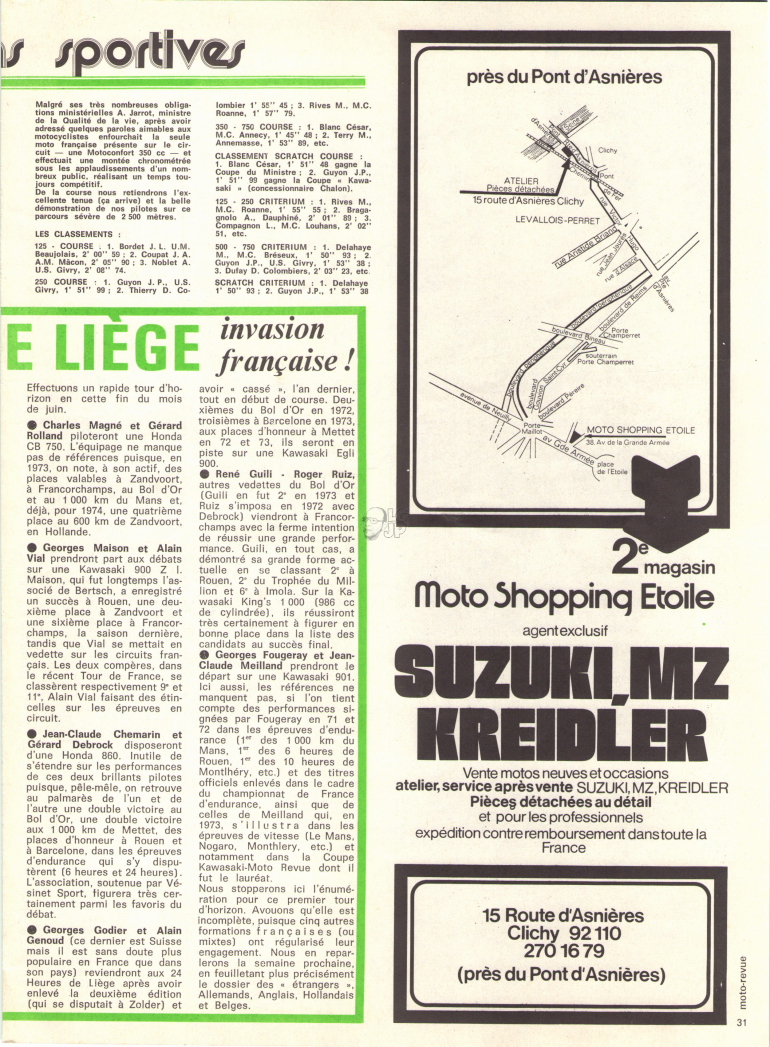 s sportives
Malgré ses très nombreuses obliga-
tions ministérielles A. Jarrot, ministre
de la Qualité de la vie, après avoir
adressé quelques paroles aimables aux
motocyclistes enfourchait la seule
moto française présente sur le cir-
cuit — une Motoconfort 350 cc — et
effectuait une montée chronométrée
sous les applaudissements d'un nom-
breux public, réalisant un temps tou-
jours compétitif.
De la course nous retiendrons l'ex-
cellente tenue (ça arrive) et la belle
démonstration de nos pilotes sur ce
parcours sévère de 2 500 mètres.
LES CLASSEMENTS :
125 - COURSE : 1. Bordet J. L. U.M.
Beaujolais, 2' 00'' 59 ; 2. Coupat J. A.
A.M. Mâcon, 2' 05'' 90 ; 3. Noblet A.
U.S. Givry, 2' 08'' 74.
250 COURSE : 1. Guyon J. P., U.S.
Givry, 1' 51'' 99 ; 2. Thierry D. Co-
lombier 1' 55'' 45 ; 3. Rives M., M.C.
Roanne, 1' 57'' 79.
350 - 750 COURSE : 1. Blanc César,
M.C. Annecy, 1' 45'' 48 ; 2. Terry M.,
Annemasse, 1' 53'' 89, etc.
CLASSEMENT SCRATCH COURSE :
1. Blanc César, 1' 51'' 48 gagne la
Coupe du Ministre ; 2. Guyon J.P.,
1' 51'' 99 gagne la Coupe « Kawa-
saki » (concessionnaire Chalon).
125 - 250 CRITERIUM : 1. Rives M.,
M.C. Roanne, 1' 55'' 55 ; 2. Braga-
gnolo A., Dauphiné, 2' 01'' 89 ; 3.
Compagnon L., M.C. Louhans, 2' 02''
51, etc.
500 - 750 CRITERIUM : 1. Delahaye
M., M.C. Bréseux, 1' 50'' 93 ; 2.
Guyon J.P., U.S. Givry, 1' 53'' 38 ;
3. Dufay D. Colombiers, 2' 03'' 23, etc
SCRATCH CRITERIUM : 1. Delahaye
1' 50'' 93 ; 2. Guyon J.P., 1' 53'' 38
E LIÈGE invasion
française !
Effectuons un rapide tour d'ho-
rizon en cette fin du mois
de juin.
● Charles Magné et Gérard
Rolland piloteront une Honda
CB 750. L'équipage ne manque
pas de références puisque, en
1973, on note, à son actif, des
places valables à Zandvoort,
à Francorchamps, au Bol d'Or
et au 1 000 km du Mans et,
déjà, pour 1974, une quatrième
place au 600 km de Zandvoort,
en Hollande.
● Georges Maison et Alain
Vial prendront part aux débats
sur une Kawasaki 900 Z I.
Maison, qui fut longtemps l'as-
socié de Bertsch, a enregistré
un succès à Rouen, une deu-
xième place à Zandvoort et
une sixième place à Francor-
champs, la saison dernière,
tandis que Vial se mettait en
vedette sur les circuits fran-
çais. Les deux compères, dans
le récent Tour de France, se
classèrent respectivement 9e et
11e, Alain Vial faisant des étin-
celles sur les épreuves en
circuit.
● Jean-Claude Chemarin et
Gérard Debrock disposeront
d'une Honda 860. Inutile de
s'étendre sur les performances
de ces deux brillants pilotes
puisque, pêle-mêle, on retrouve
au palmarès de l'un et de
l'autre une double victoire au
Bol d'Or, une double victoire
aux 1 000 km de Mettet, des
places d'honneur à Rouen et
à Barcelone, dans les épreuves
d'endurance qui s'y dispu-
tèrent (6 heures et 24 heures).
L'association, soutenue par Vé-
sinet Sport, figurera très cer-
tainement parmi les favoris du
débat.
● Georges Godier et Alain
Genoud (ce dernier est Suisse
mais il est sans doute plus
populaire en France que dans
son pays) reviendront aux 24
Heures de Liège après avoir
enlevé la deuxième édition
(qui se disputait à Zolder) et
avoir « cassé », l'an dernier,
tout en début de course. Deu-
xièmes du Bol d'Or en 1972,
troisièmes à Barcelone en 1973,
aux places d'honneur à Mettet
en 72 et 73, ils seront en
piste sur une Kawasaki Egli
900.
● René Guili - Roger Ruiz,
autres vedettes du Bol d'Or
(Guili en fut 2e en 1973 et
Ruiz s'imposa en 1972 avec
Debrock) viendront à Francor-
champs avec la ferme intention
de réussir une grande perfor-
mance. Guili, en tout cas, a
démontré sa grande forme ac-
tuelle en se classant 2e à
Rouen, 2e du Trophée du Mil-
lion et 6e à Imola. Sur la Ka-
wasaki King's 1 000 (986 cc
de cylindrée), ils réussiront
très certainement à figurer en
bonne place dans la liste des
candidats au succès final.
● Georges Fougeray et Jean-
Claude Meilland prendront le
départ sur une Kawasaki 901.
Ici aussi, les références ne
manquent pas, si l'on tient
compte des performances si-
gnées par Fougeray en 71 et
72 dans les épreuves d'endu-
rance (1er des 1 000 km du
Mans, 1er des 6 heures de
Rouen, 1er des 10 heures de
Montlhéry, etc.) et des titres
officiels enlevés dans le cadre
du championnat de France
d'endurance, ainsi que de
celles de Meilland qui, en
1973, s'illustra dans les
épreuves de vitesse (Le Mans,
Nogaro, Monthlery, etc.) et
notamment dans la Coupe
Kawasaki-Moto Revue dont il
fut le lauréat.
Nous stopperons ici l'énumé-
ration pour ce premier tour
d'horizon. Avouons qu'elle est
incomplète, puisque cinq autres
formations françaises (ou
mixtes) ont régularisé leur
engagement. Nous en repar-
lerons la semaine prochaine,
en feuilletant plus précisément
le dossier des « étrangers »,
Allemands, Anglais, Hollandais
et Belges.
près du Pont d'Asnières
Seine
Clichy
Pont
ATELIER
Pièces détachées
15 route d'Asnières Clichy
LEVALLOIS-PERRET
rue Aristide Briand
rue Jean Jaurès
rue d'Alsace
Pte
d'Asnières
boulevard de Reims
boulevard Bineau
Porte
Champerret
souterrain
Porte Champerret
boulevard Gouvion Saint-Cyr
boulevard Pereire
avenue de Neuilly
Porte
Maillot
av Gde Armée
MOTO SHOPPING ETOILE
38. Av de la Grande Armée
place
de l'Etoile
2e
magasin
Moto Shopping Etoile
agent exclusif
SUZUKI, MZ
KREIDLER
Vente motos neuves et occasions
atelier, service après vente SUZUKI, MZ, KREIDLER
Pièces détachées au détail
et pour les professionnels
expédition contre remboursement dans toute la
France
15 Route d'Asnières
Clichy 92 110
270 16 79
(près du Pont d'Asnières)
moto-revue
31